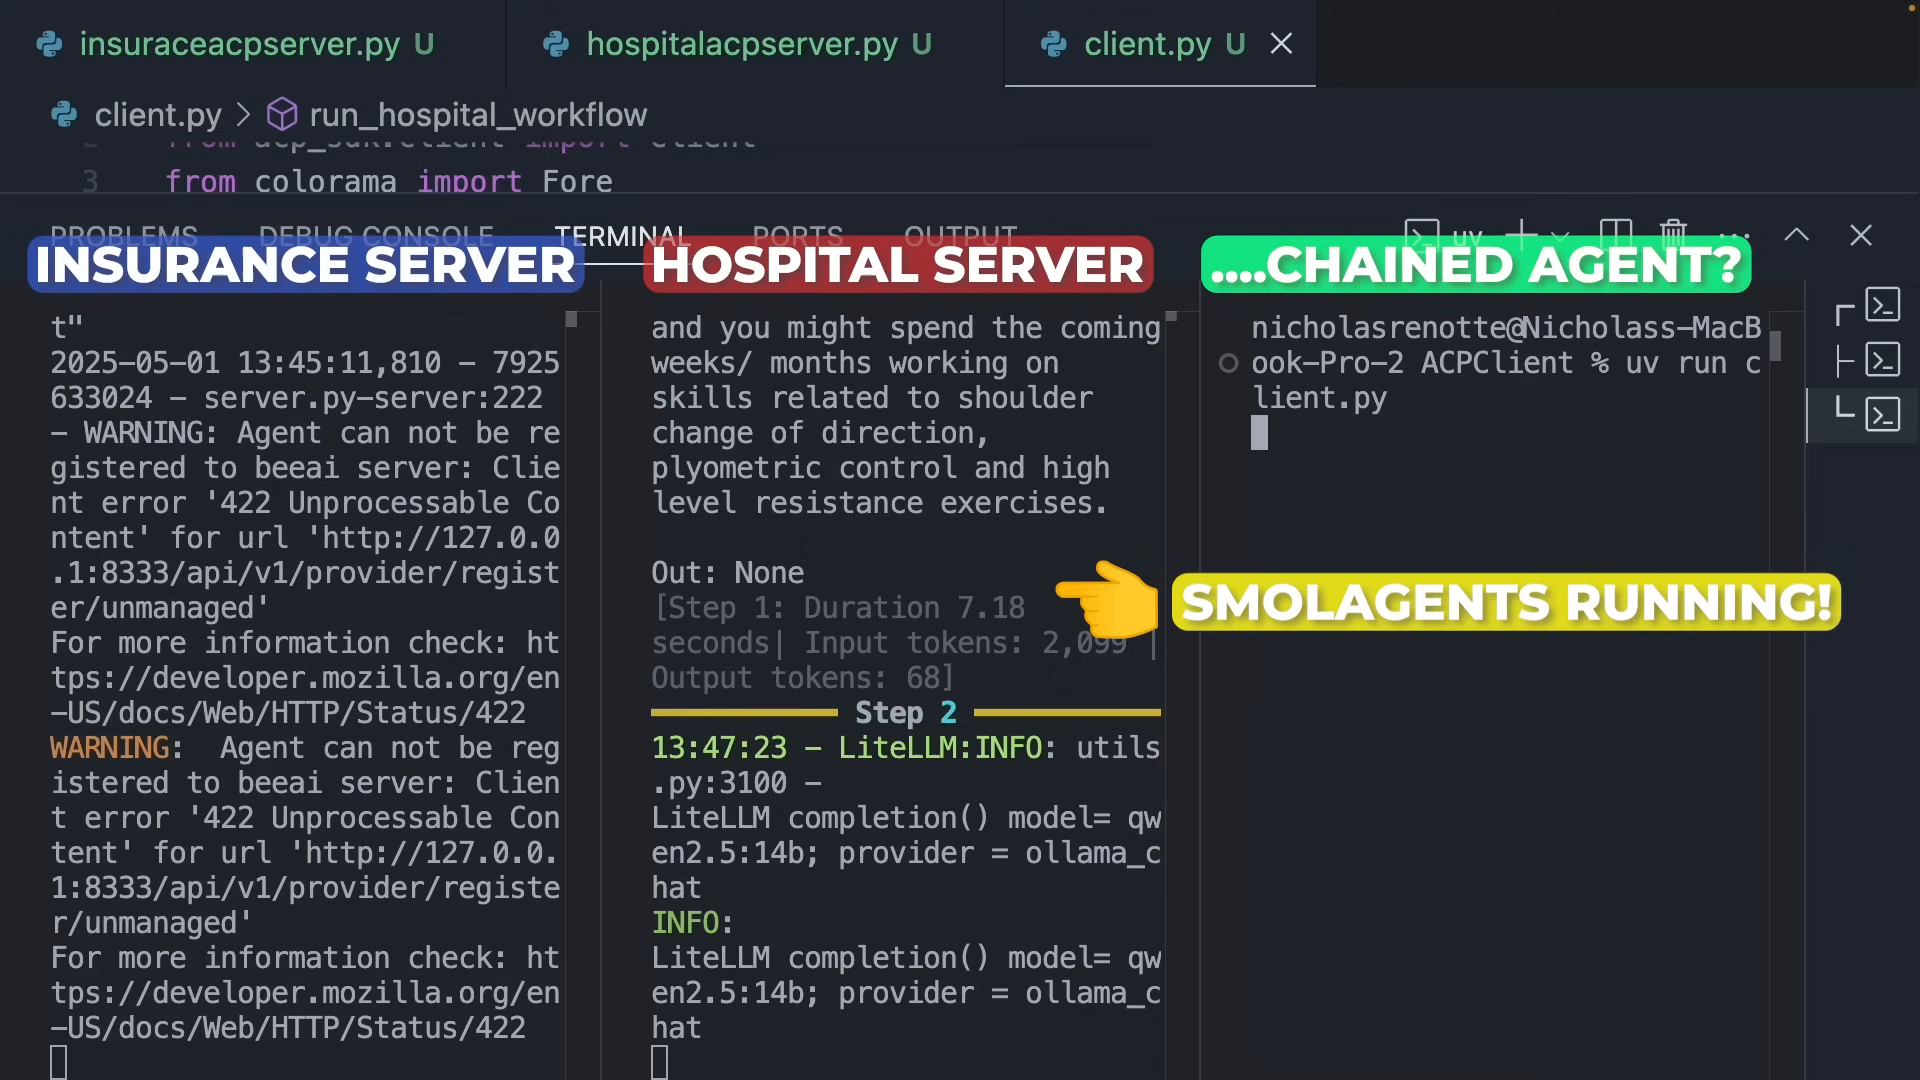 insuraceacpserver.py U
hospitalacpserver.py U
client.py U
client.py > run_hospital_workflow
2 from acp_sdk.client import Client
3 from colorama import Fore
PROBLEMS DEBUG CONSOLE TERMINAL PORTS OUTPUT uv
INSURANCE SERVER
t"
2025-05-01 13:45:11,810 - 7925
633024 - server.py-server:222
- WARNING: Agent can not be re
gistered to beeai server: Clie
nt error '422 Unprocessable Co
ntent' for url 'http://127.0.0
.1:8333/api/v1/provider/regist
er/unmanaged'
For more information check: ht
tps://developer.mozilla.org/en
-US/docs/Web/HTTP/Status/422
WARNING:  Agent can not be reg
istered to beeai server: Clien
t error '422 Unprocessable Con
tent' for url 'http://127.0.0.
1:8333/api/v1/provider/registe
r/unmanaged'
For more information check: ht
tps://developer.mozilla.org/en
-US/docs/Web/HTTP/Status/422
HOSPITAL SERVER
and you might spend the coming
weeks/ months working on
skills related to shoulder
change of direction,
plyometric control and high
level resistance exercises.
Out: None
[Step 1: Duration 7.18
seconds| Input tokens: 2,099 |
Output tokens: 68]
Step 2
13:47:23 - LiteLLM:INFO: utils
.py:3100 -
LiteLLM completion() model= qw
en2.5:14b; provider = ollama_c
hat
INFO:
LiteLLM completion() model= qw
en2.5:14b; provider = ollama_c
hat
....CHAINED AGENT?
nicholasrenotte@Nicholass-MacB
ook-Pro-2 ACPClient % uv run c
lient.py
SMOLAGENTS RUNNING!